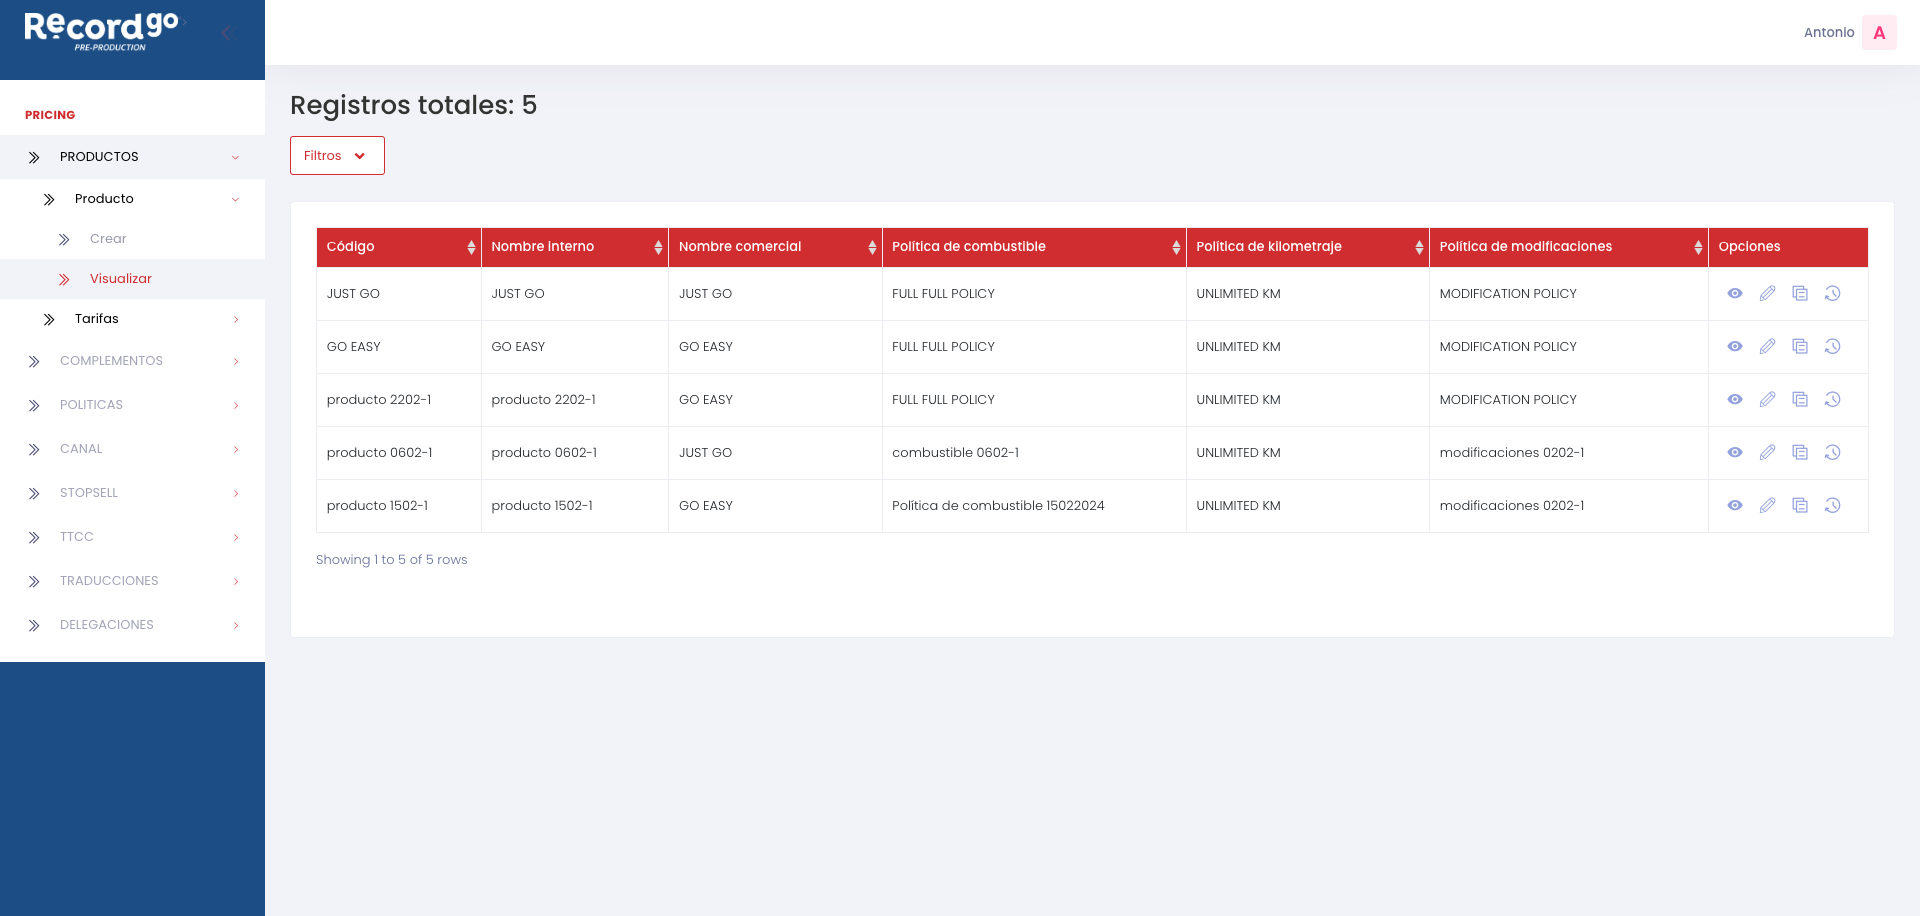 Recordgo
PRE-PRODUCTION
Antonio A
PRICING
PRODUCTOS
Producto
Crear
Visualizar
Tarifas
COMPLEMENTOS
POLITICAS
CANAL
STOPSELL
TTCC
TRADUCCIONES
DELEGACIONES
Registros totales: 5
Filtros
Código Nombre interno Nombre comercial Política de combustible Política de kilometraje Política de modificaciones Opciones
JUST GO JUST GO JUST GO FULL FULL POLICY UNLIMITED KM MODIFICATION POLICY
GO EASY GO EASY GO EASY FULL FULL POLICY UNLIMITED KM MODIFICATION POLICY
producto 2202-1 producto 2202-1 GO EASY FULL FULL POLICY UNLIMITED KM MODIFICATION POLICY
producto 0602-1 producto 0602-1 JUST GO combustible 0602-1 UNLIMITED KM modificaciones 0202-1
producto 1502-1 producto 1502-1 GO EASY Política de combustible 15022024 UNLIMITED KM modificaciones 0202-1
Showing 1 to 5 of 5 rows